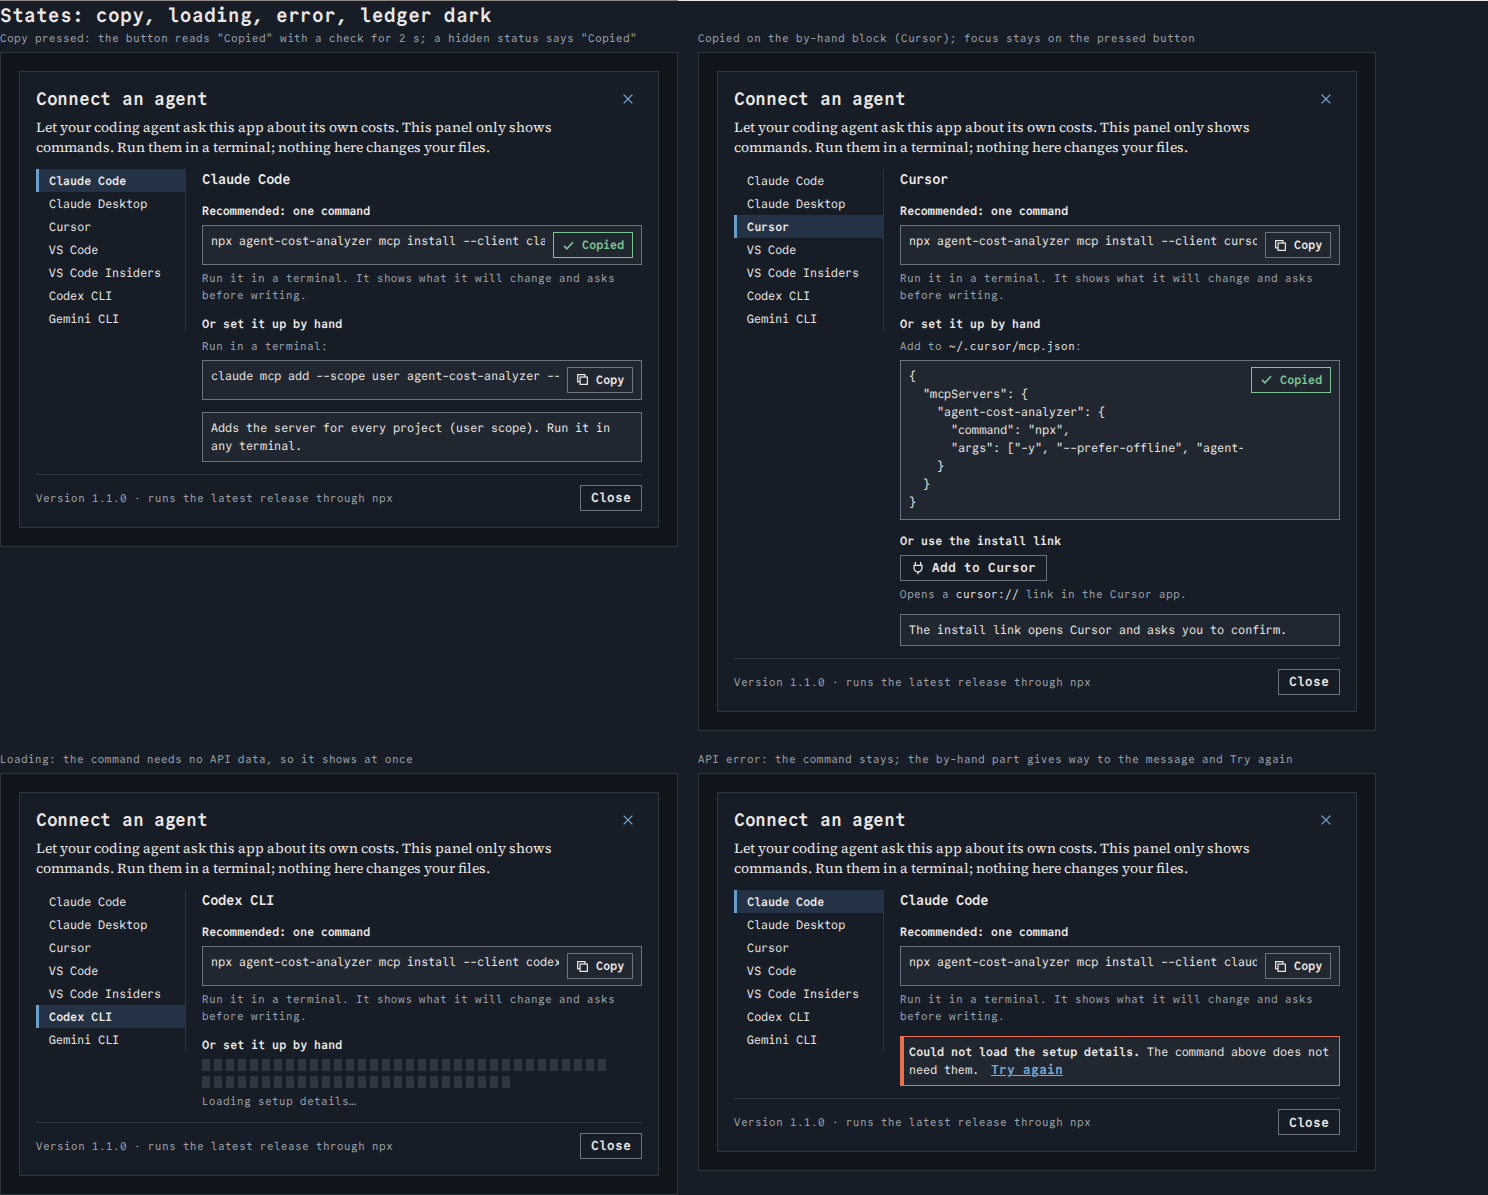 States: copy, loading, error, ledger dark
Copy pressed: the button reads "Copied" with a check for 2 s; a hidden status says "Copied"
Connect an agent
Let your coding agent ask this app about its own costs. This panel only shows
commands. Run them in a terminal; nothing here changes your files.
Claude Code
Claude Desktop
Cursor
VS Code
VS Code Insiders
Codex CLI
Gemini CLI
Claude Code
Recommended: one command
npx agent-cost-analyzer mcp install --client cla
Copied
Run it in a terminal. It shows what it will change and asks
before writing.
Or set it up by hand
Run in a terminal:
claude mcp add --scope user agent-cost-analyzer --
Copy
Adds the server for every project (user scope). Run it in
any terminal.
Version 1.1.0 · runs the latest release through npx
Close
Copied on the by-hand block (Cursor); focus stays on the pressed button
Connect an agent
Let your coding agent ask this app about its own costs. This panel only shows
commands. Run them in a terminal; nothing here changes your files.
Claude Code
Claude Desktop
Cursor
VS Code
VS Code Insiders
Codex CLI
Gemini CLI
Cursor
Recommended: one command
npx agent-cost-analyzer mcp install --client curso
Copy
Run it in a terminal. It shows what it will change and asks
before writing.
Or set it up by hand
Add to ~/.cursor/mcp.json:
{
"mcpServers": {
"agent-cost-analyzer": {
"command": "npx",
"args": ["-y", "--prefer-offline", "agent-
}
}
}
Copied
Or use the install link
Add to Cursor
Opens a cursor:// link in the Cursor app.
The install link opens Cursor and asks you to confirm.
Version 1.1.0 · runs the latest release through npx
Close
Loading: the command needs no API data, so it shows at once
Connect an agent
Let your coding agent ask this app about its own costs. This panel only shows
commands. Run them in a terminal; nothing here changes your files.
Claude Code
Claude Desktop
Cursor
VS Code
VS Code Insiders
Codex CLI
Gemini CLI
Codex CLI
Recommended: one command
npx agent-cost-analyzer mcp install --client codex
Copy
Run it in a terminal. It shows what it will change and asks
before writing.
Or set it up by hand
Loading setup details…
Version 1.1.0 · runs the latest release through npx
Close
API error: the command stays; the by-hand part gives way to the message and Try again
Connect an agent
Let your coding agent ask this app about its own costs. This panel only shows
commands. Run them in a terminal; nothing here changes your files.
Claude Code
Claude Desktop
Cursor
VS Code
VS Code Insiders
Codex CLI
Gemini CLI
Claude Code
Recommended: one command
npx agent-cost-analyzer mcp install --client claud
Copy
Run it in a terminal. It shows what it will change and asks
before writing.
Could not load the setup details. The command above does not
need them. Try again
Version 1.1.0 · runs the latest release through npx
Close